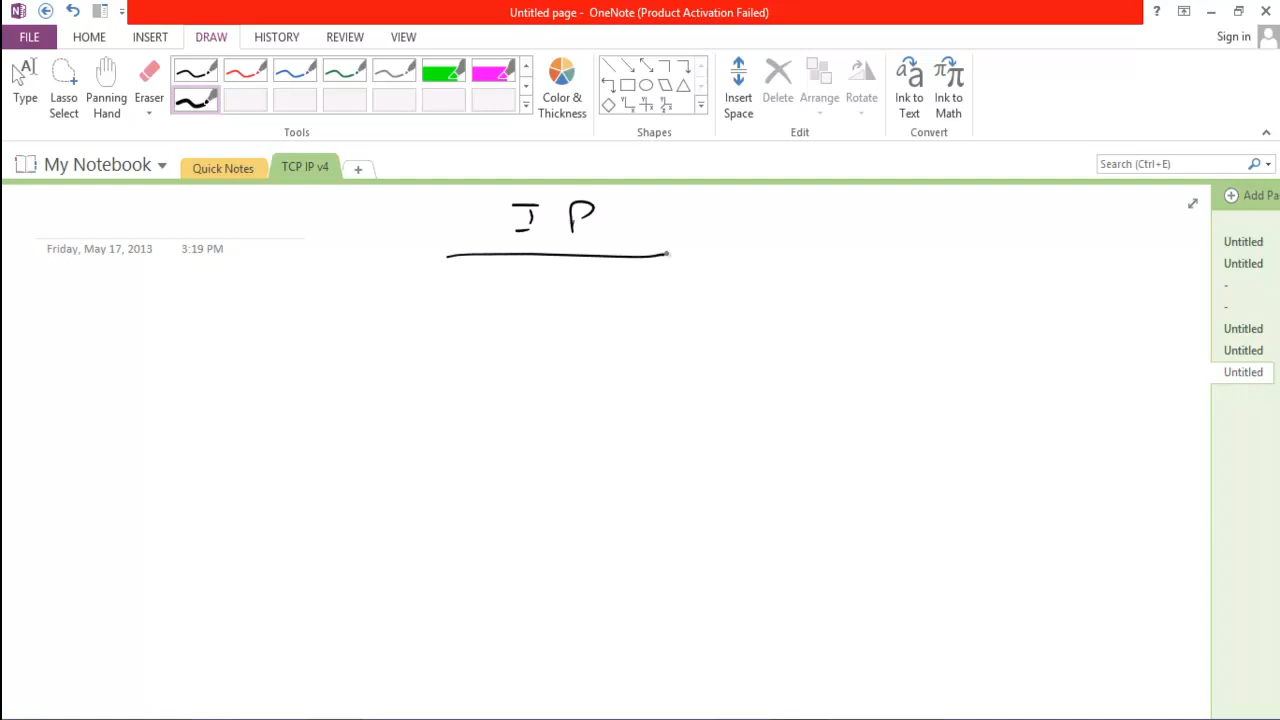 Untitled page - OneNote (Product Activation Failed)
?
FILE HOME INSERT DRAW HISTORY REVIEW VIEW
Sign in
Type
Lasso Select
Panning Hand
Eraser
Color & Thickness
Insert Space
Delete
Arrange
Rotate
Ink to Text
Ink to Math
Tools
Shapes
Edit
Convert
My Notebook
Quick Notes
TCP IP v4
+
Search (Ctrl+E)
Add Pa
I P
Friday, May 17, 2013 3:19 PM
Untitled
Untitled
-
-
Untitled
Untitled
Untitled